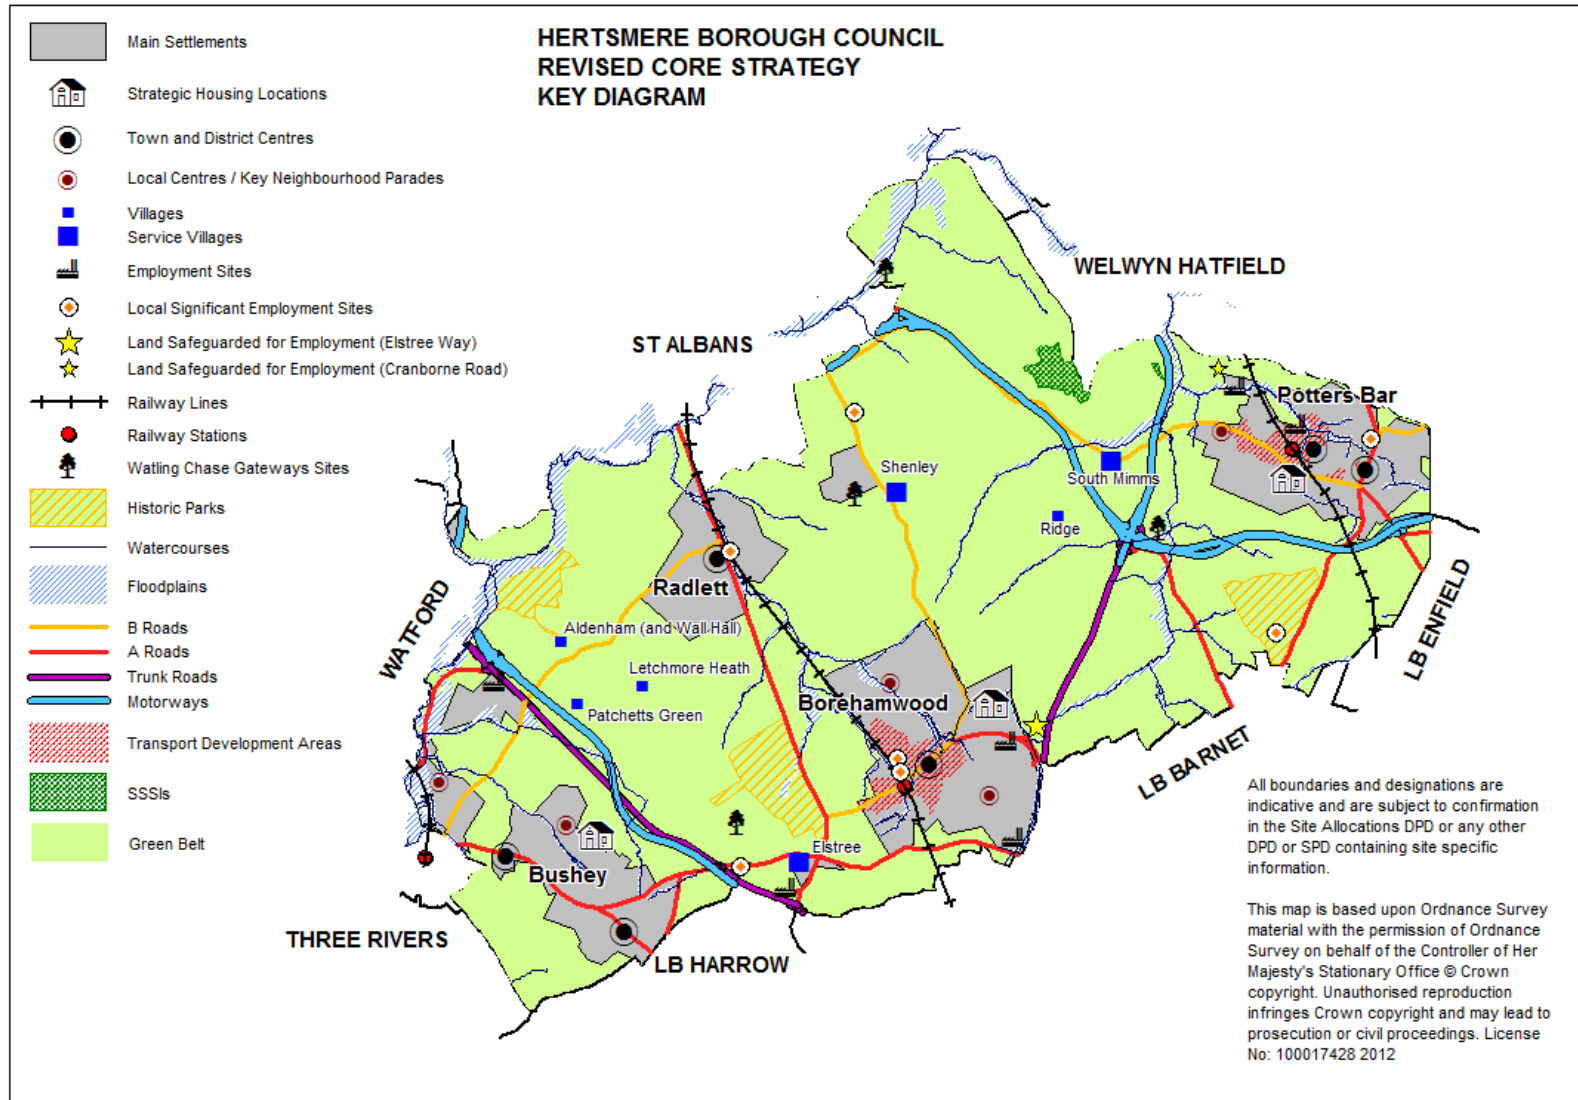 HERTSMERE BOROUGH COUNCIL
REVISED CORE STRATEGY
KEY DIAGRAM
Main Settlements
Strategic Housing Locations
Town and District Centres
Local Centres / Key Neighbourhood Parades
Villages
Service Villages
Employment Sites
Local Significant Employment Sites
Land Safeguarded for Employment (Elstree Way)
Land Safeguarded for Employment (Cranborne Road)
Railway Lines
Railway Stations
Watling Chase Gateways Sites
Historic Parks
Watercourses
Floodplains
B Roads
A Roads
Trunk Roads
Motorways
Transport Development Areas
SSSIs
Green Belt
WELWYN HATFIELD
ST ALBANS
Potters Bar
Shenley
South Mimms
Ridge
Radlett
WATFORD
Aldenham (and Wall Hall)
LB ENFIELD
Letchmore Heath
Patchetts Green
Borehamwood
LB BARNET
Elstree
Bushey
THREE RIVERS
LB HARROW
All boundaries and designations are
indicative and are subject to confirmation
in the Site Allocations DPD or any other
DPD or SPD containing site specific
information.
This map is based upon Ordnance Survey
material with the permission of Ordnance
Survey on behalf of the Controller of Her
Majesty's Stationary Office © Crown
copyright. Unauthorised reproduction
infringes Crown copyright and may lead to
prosecution or civil proceedings. License
No: 100017428 2012